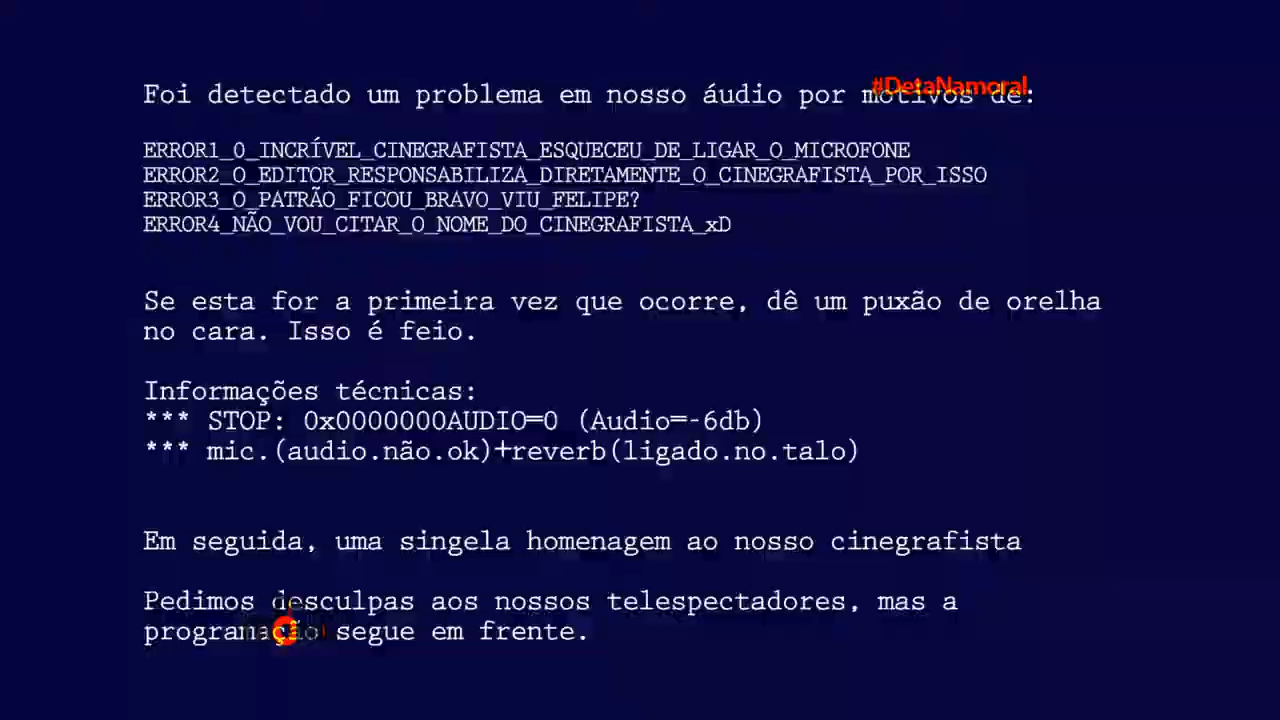 #DetaNamoral
Foi detectado um problema em nosso áudio por motivos de:
ERROR1_O_INCRÍVEL_CINEGRAFISTA_ESQUECEU_DE_LIGAR_O_MICROFONE
ERROR2_O_EDITOR_RESPONSABILIZA_DIRETAMENTE_O_CINEGRAFISTA_POR_ISSO
ERROR3_O_PATRÃO_FICOU_BRAVO_VIU_FELIPE?
ERROR4_NÃO_VOU_CITAR_O_NOME_DO_CINEGRAFISTA_xD
Se esta for a primeira vez que ocorre, dê um puxão de orelha
no cara. Isso é feio.
Informações técnicas:
*** STOP: 0x0000000AUDIO=0 (Audio=-6db)
*** mic.(audio.não.ok)+reverb(ligado.no.talo)
Em seguida, uma singela homenagem ao nosso cinegrafista
Pedimos desculpas aos nossos telespectadores, mas a
programação segue em frente.